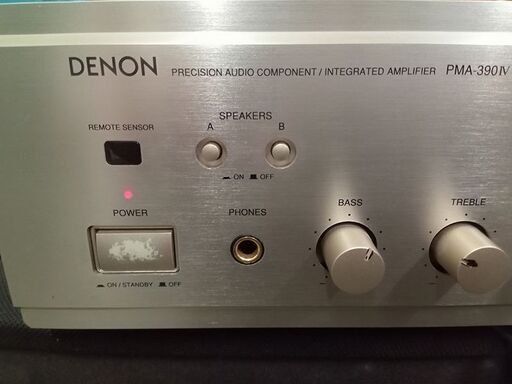 DENON PRECISION AUDIO COMPONENT / INTEGRATED AMPLIFIER PMA-390IV
SPEAKERS
REMOTE SENSOR A B
ON OFF
POWER PHONES BASS TREBLE
ON / STANDBY OFF